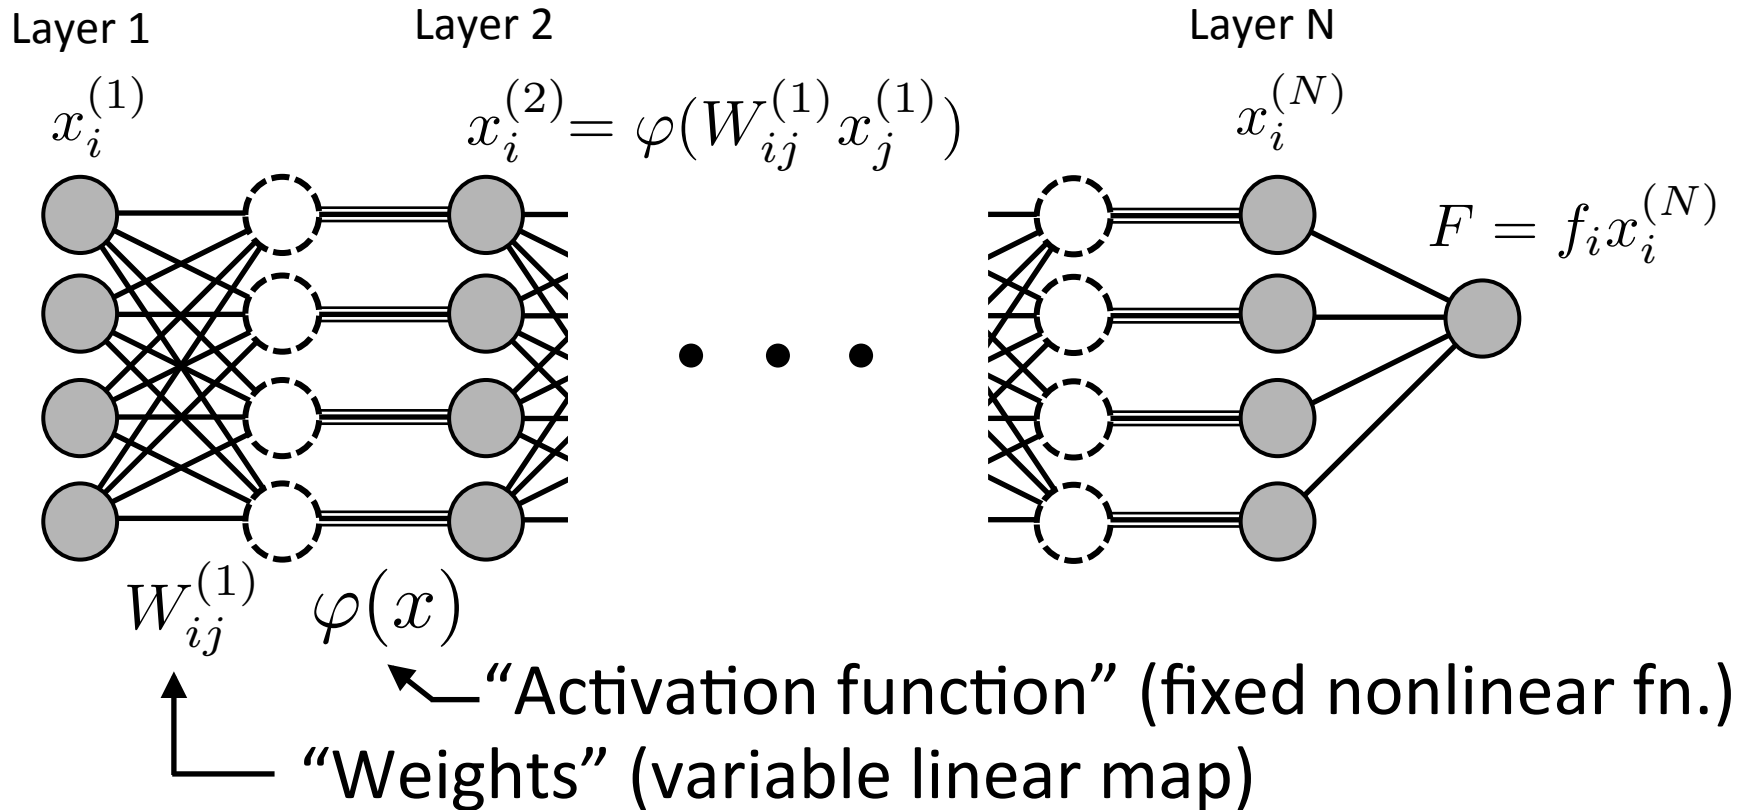 Layer 1 Layer 2 Layer N
x_i^{(1)} x_i^{(2)} = φ(W_{ij}^{(1)} x_j^{(1)}) x_i^{(N)}
F = f_i x_i^{(N)}
W_{ij}^{(1)} φ(x)
“Activation function” (fixed nonlinear fn.)
“Weights” (variable linear map)